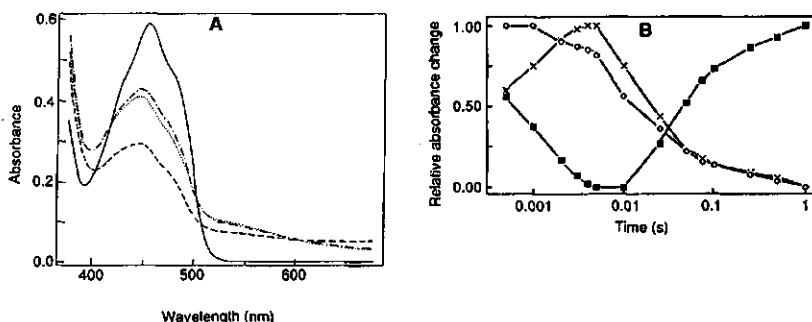 A
0.6
0.4
0.2
0.0
Absorbance
400
500
600
Wavelength (nm)
B
1.00
0.50
0.00
Relative absorbance change
0.001
0.01
0.1
1
Time (s)